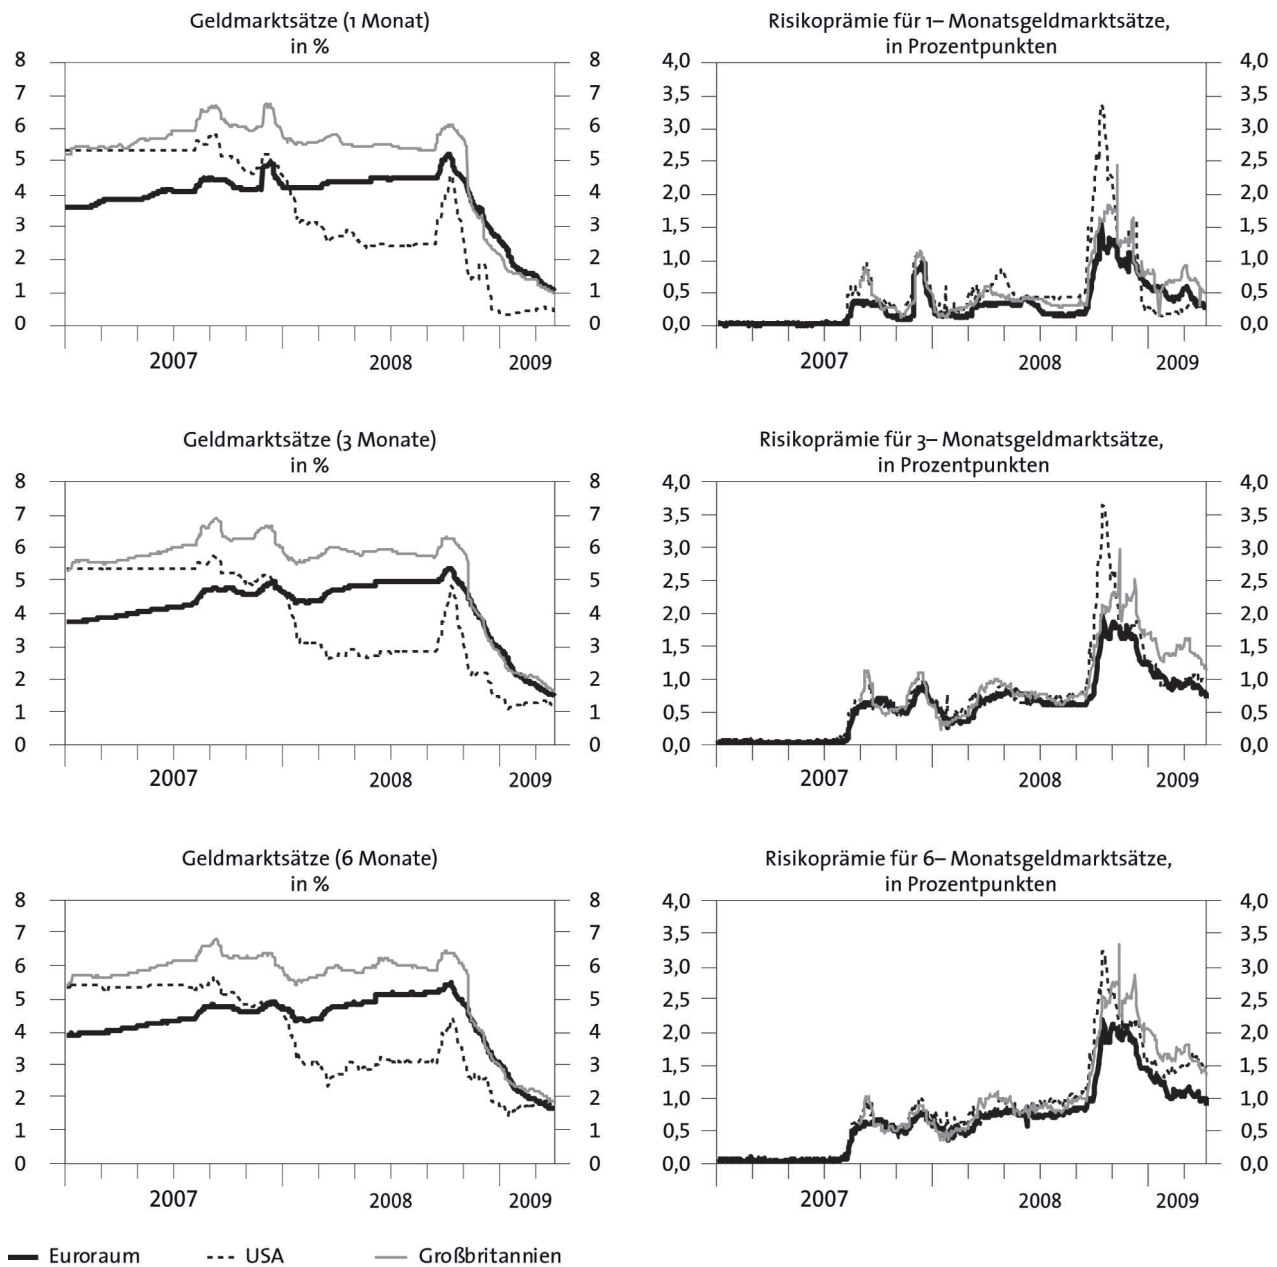 Geldmarktsätze (1 Monat)
in %
8 8
7 7
6 6
5 5
4 4
3 3
2 2
1 1
0 0
2007 2008 2009
Risikoprämie für 1– Monatsgeldmarktsätze,
in Prozentpunkten
4,0 4,0
3,5 3,5
3,0 3,0
2,5 2,5
2,0 2,0
1,5 1,5
1,0 1,0
0,5 0,5
0,0 0,0
2007 2008 2009
Geldmarktsätze (3 Monate)
in %
8 8
7 7
6 6
5 5
4 4
3 3
2 2
1 1
0 0
2007 2008 2009
Risikoprämie für 3– Monatsgeldmarktsätze,
in Prozentpunkten
4,0 4,0
3,5 3,5
3,0 3,0
2,5 2,5
2,0 2,0
1,5 1,5
1,0 1,0
0,5 0,5
0,0 0,0
2007 2008 2009
Geldmarktsätze (6 Monate)
in %
8 8
7 7
6 6
5 5
4 4
3 3
2 2
1 1
0 0
2007 2008 2009
Risikoprämie für 6– Monatsgeldmarktsätze,
in Prozentpunkten
4,0 4,0
3,5 3,5
3,0 3,0
2,5 2,5
2,0 2,0
1,5 1,5
1,0 1,0
0,5 0,5
0,0 0,0
2007 2008 2009
Euroraum USA Großbritannien